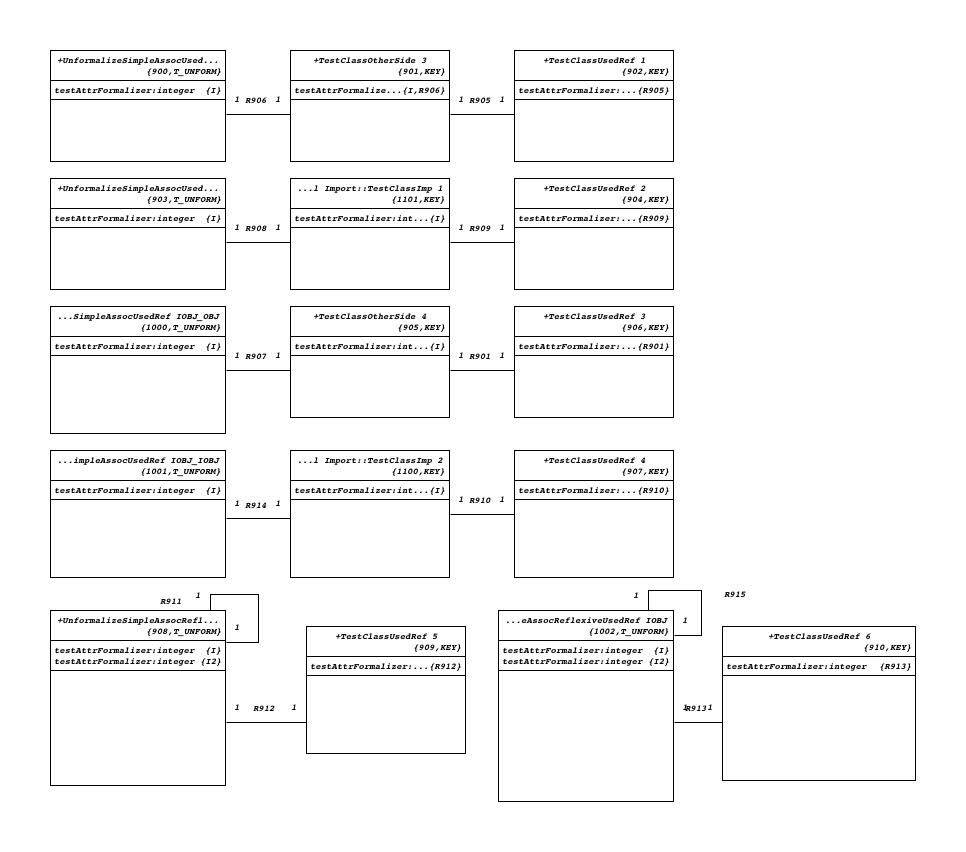 +UnformalizeSimpleAssocUsed...
{900,T_UNFORM}
testAttrFormalizer:integer {I}
1 R906 1
+TestClassOtherSide 3
{901,KEY}
testAttrFormalize...{I,R906}
1 R905 1
+TestClassUsedRef 1
{902,KEY}
testAttrFormalizer:...{R905}
+UnformalizeSimpleAssocUsed...
{903,T_UNFORM}
testAttrFormalizer:integer {I}
1 R908 1
...l Import::TestClassImp 1
{1101,KEY}
testAttrFormalizer:int...{I}
1 R909 1
+TestClassUsedRef 2
{904,KEY}
testAttrFormalizer:...{R909}
...SimpleAssocUsedRef IOBJ_OBJ
{1000,T_UNFORM}
testAttrFormalizer:integer {I}
1 R907 1
+TestClassOtherSide 4
{905,KEY}
testAttrFormalizer:int...{I}
1 R901 1
+TestClassUsedRef 3
{906,KEY}
testAttrFormalizer:...{R901}
...impleAssocUsedRef IOBJ_IOBJ
{1001,T_UNFORM}
testAttrFormalizer:integer {I}
1 R914 1
...l Import::TestClassImp 2
{1100,KEY}
testAttrFormalizer:int...{I}
1 R910 1
+TestClassUsedRef 4
{907,KEY}
testAttrFormalizer:...{R910}
R911 1
1
+UnformalizeSimpleAssocRefl...
{908,T_UNFORM}
testAttrFormalizer:integer {I}
testAttrFormalizer:integer {I2}
1 R912 1
+TestClassUsedRef 5
{909,KEY}
testAttrFormalizer:...{R912}
1 R915
1
...eAssocReflexiveUsedRef IOBJ
{1002,T_UNFORM}
testAttrFormalizer:integer {I}
testAttrFormalizer:integer {I2}
1 R913 1
+TestClassUsedRef 6
{910,KEY}
testAttrFormalizer:integer {R913}